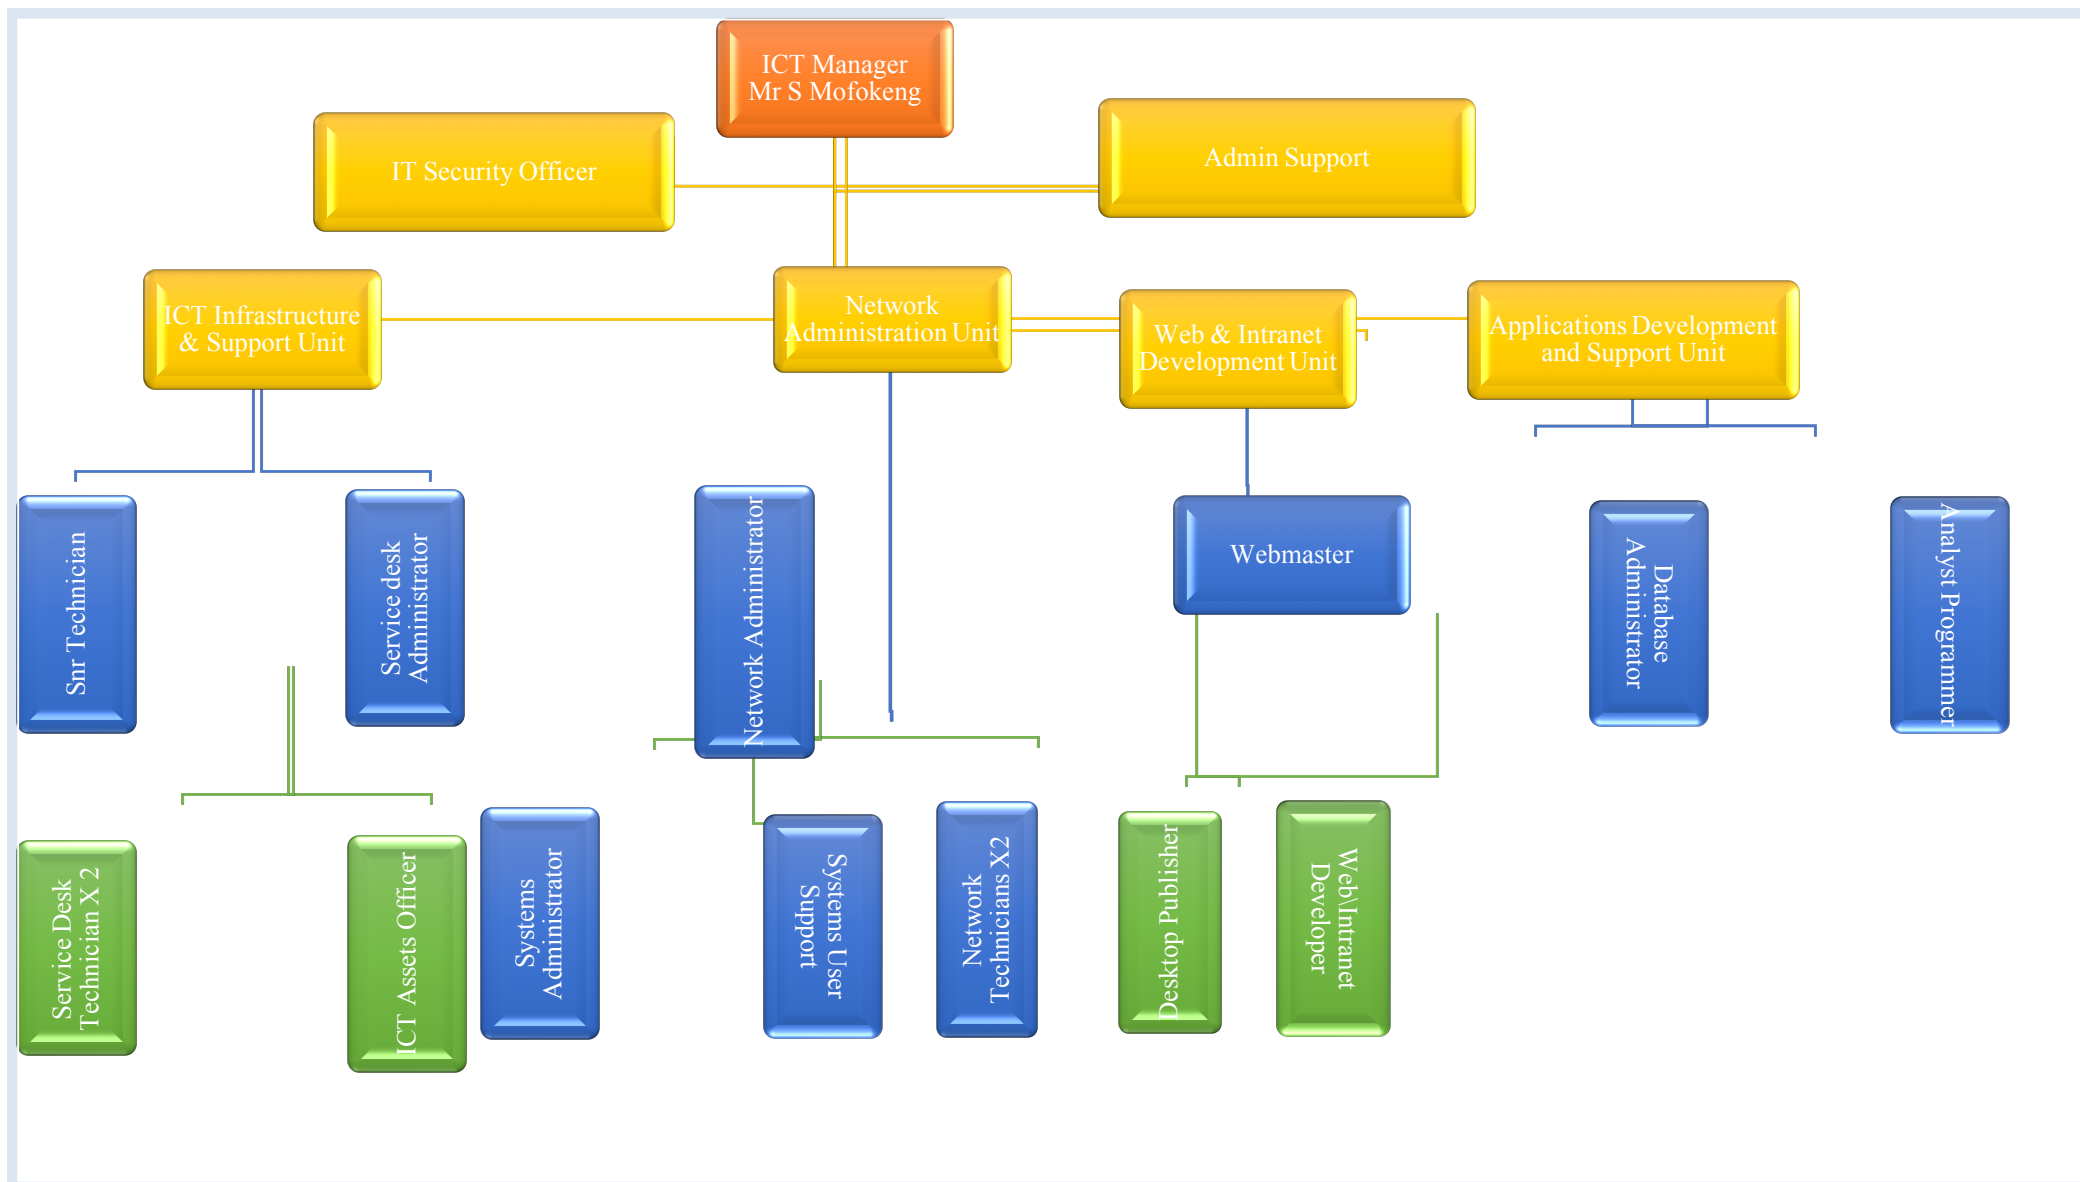 ICT Manager
Mr S Mofokeng
IT Security Officer
Admin Support
ICT Infrastructure
& Support Unit
Network
Administration Unit
Web & Intranet
Development Unit
Applications Development
and Support Unit
Snr Technician
Service desk
Administrator
Network Administrator
Webmaster
Database
Administrator
Analyst Programmer
Service Desk
Technician X 2
ICT Assets Officer
Systems
Administrator
Systems User
Support
Network
Technicians X2
Desktop Publisher
Web\Intranet
Developer